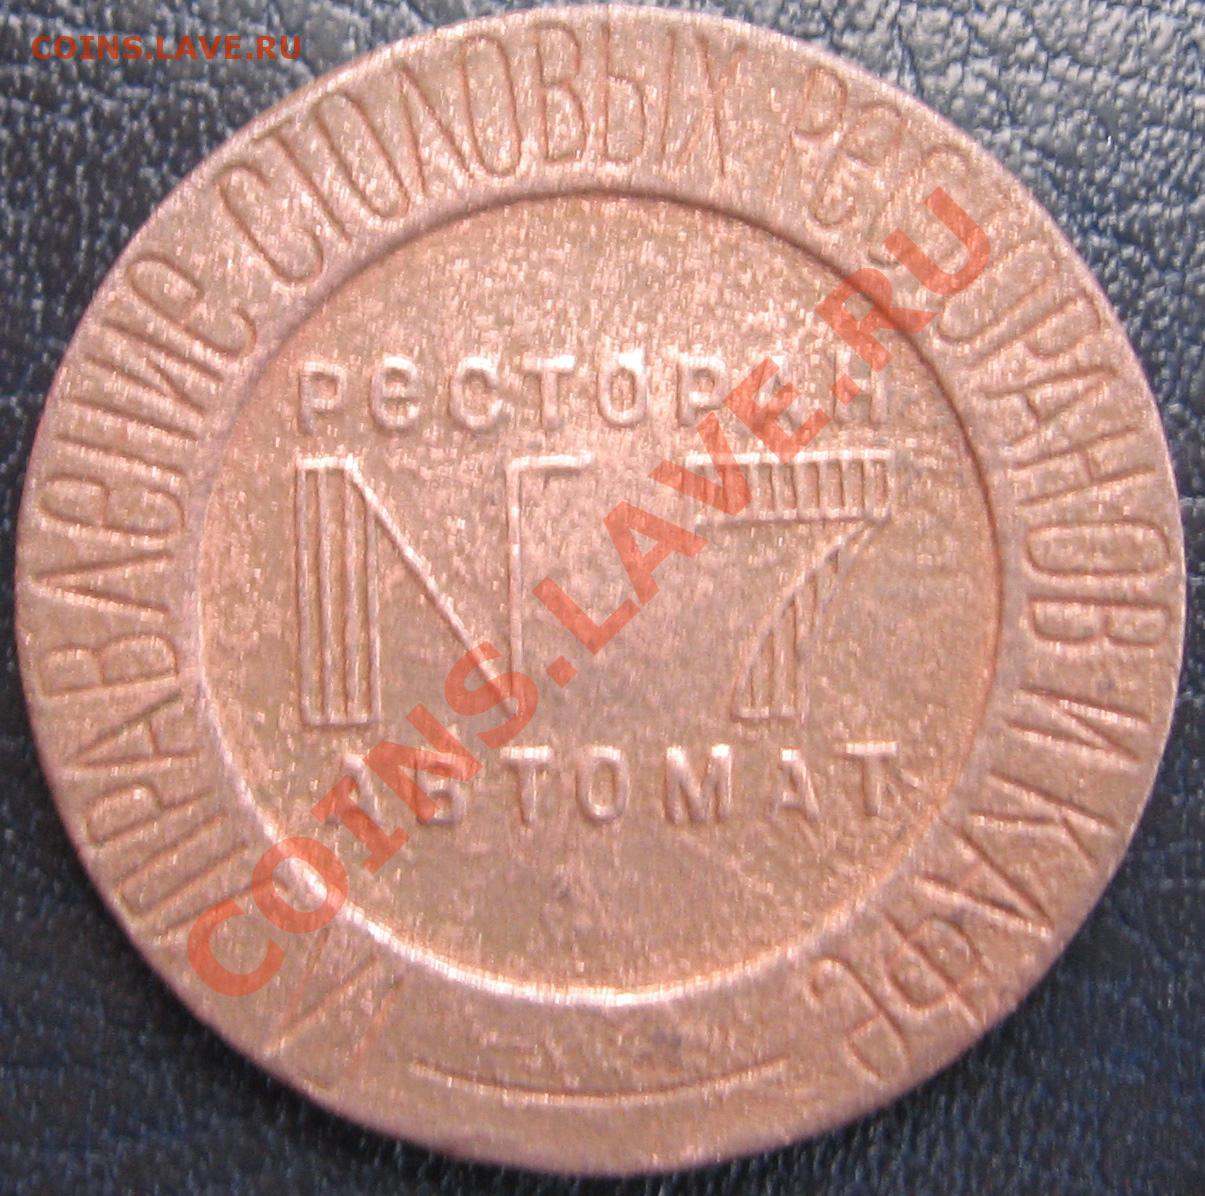 COINS.LAVE.RU
УПРАВЛЕНИЕ СТОЛОВЫХ РЕСТОРАНОВ И КАФЕ
РЕСТОРАН
№7
АВТОМАТ
COINS.LAVE.RU